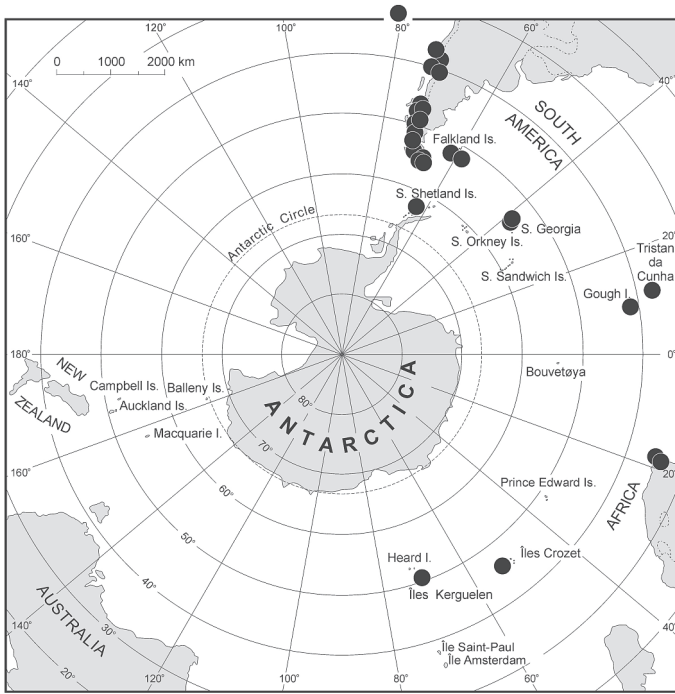 120°
100°
80°
60°
0 1000 2000 km
140°
40°
SOUTH
AMERICA
Falkland Is.
S. Shetland Is.
Antarctic Circle
S. Georgia
S. Orkney Is.
160°
20°
Tristan
da
Cunha
S. Sandwich Is.
Gough I.
180°
0°
NEW
ZEALAND
Campbell Is.
Balleny Is.
Bouvetøya
Auckland Is.
Macquarie I.
ANTARCTICA
80°
70°
60°
50°
40°
30°
20°
160°
20°
Prince Edward Is.
AFRICA
Heard I.
Îles Crozet
Îles Kerguelen
AUSTRALIA
140°
40°
Île Saint-Paul
Île Amsterdam
120°
100°
80°
60°